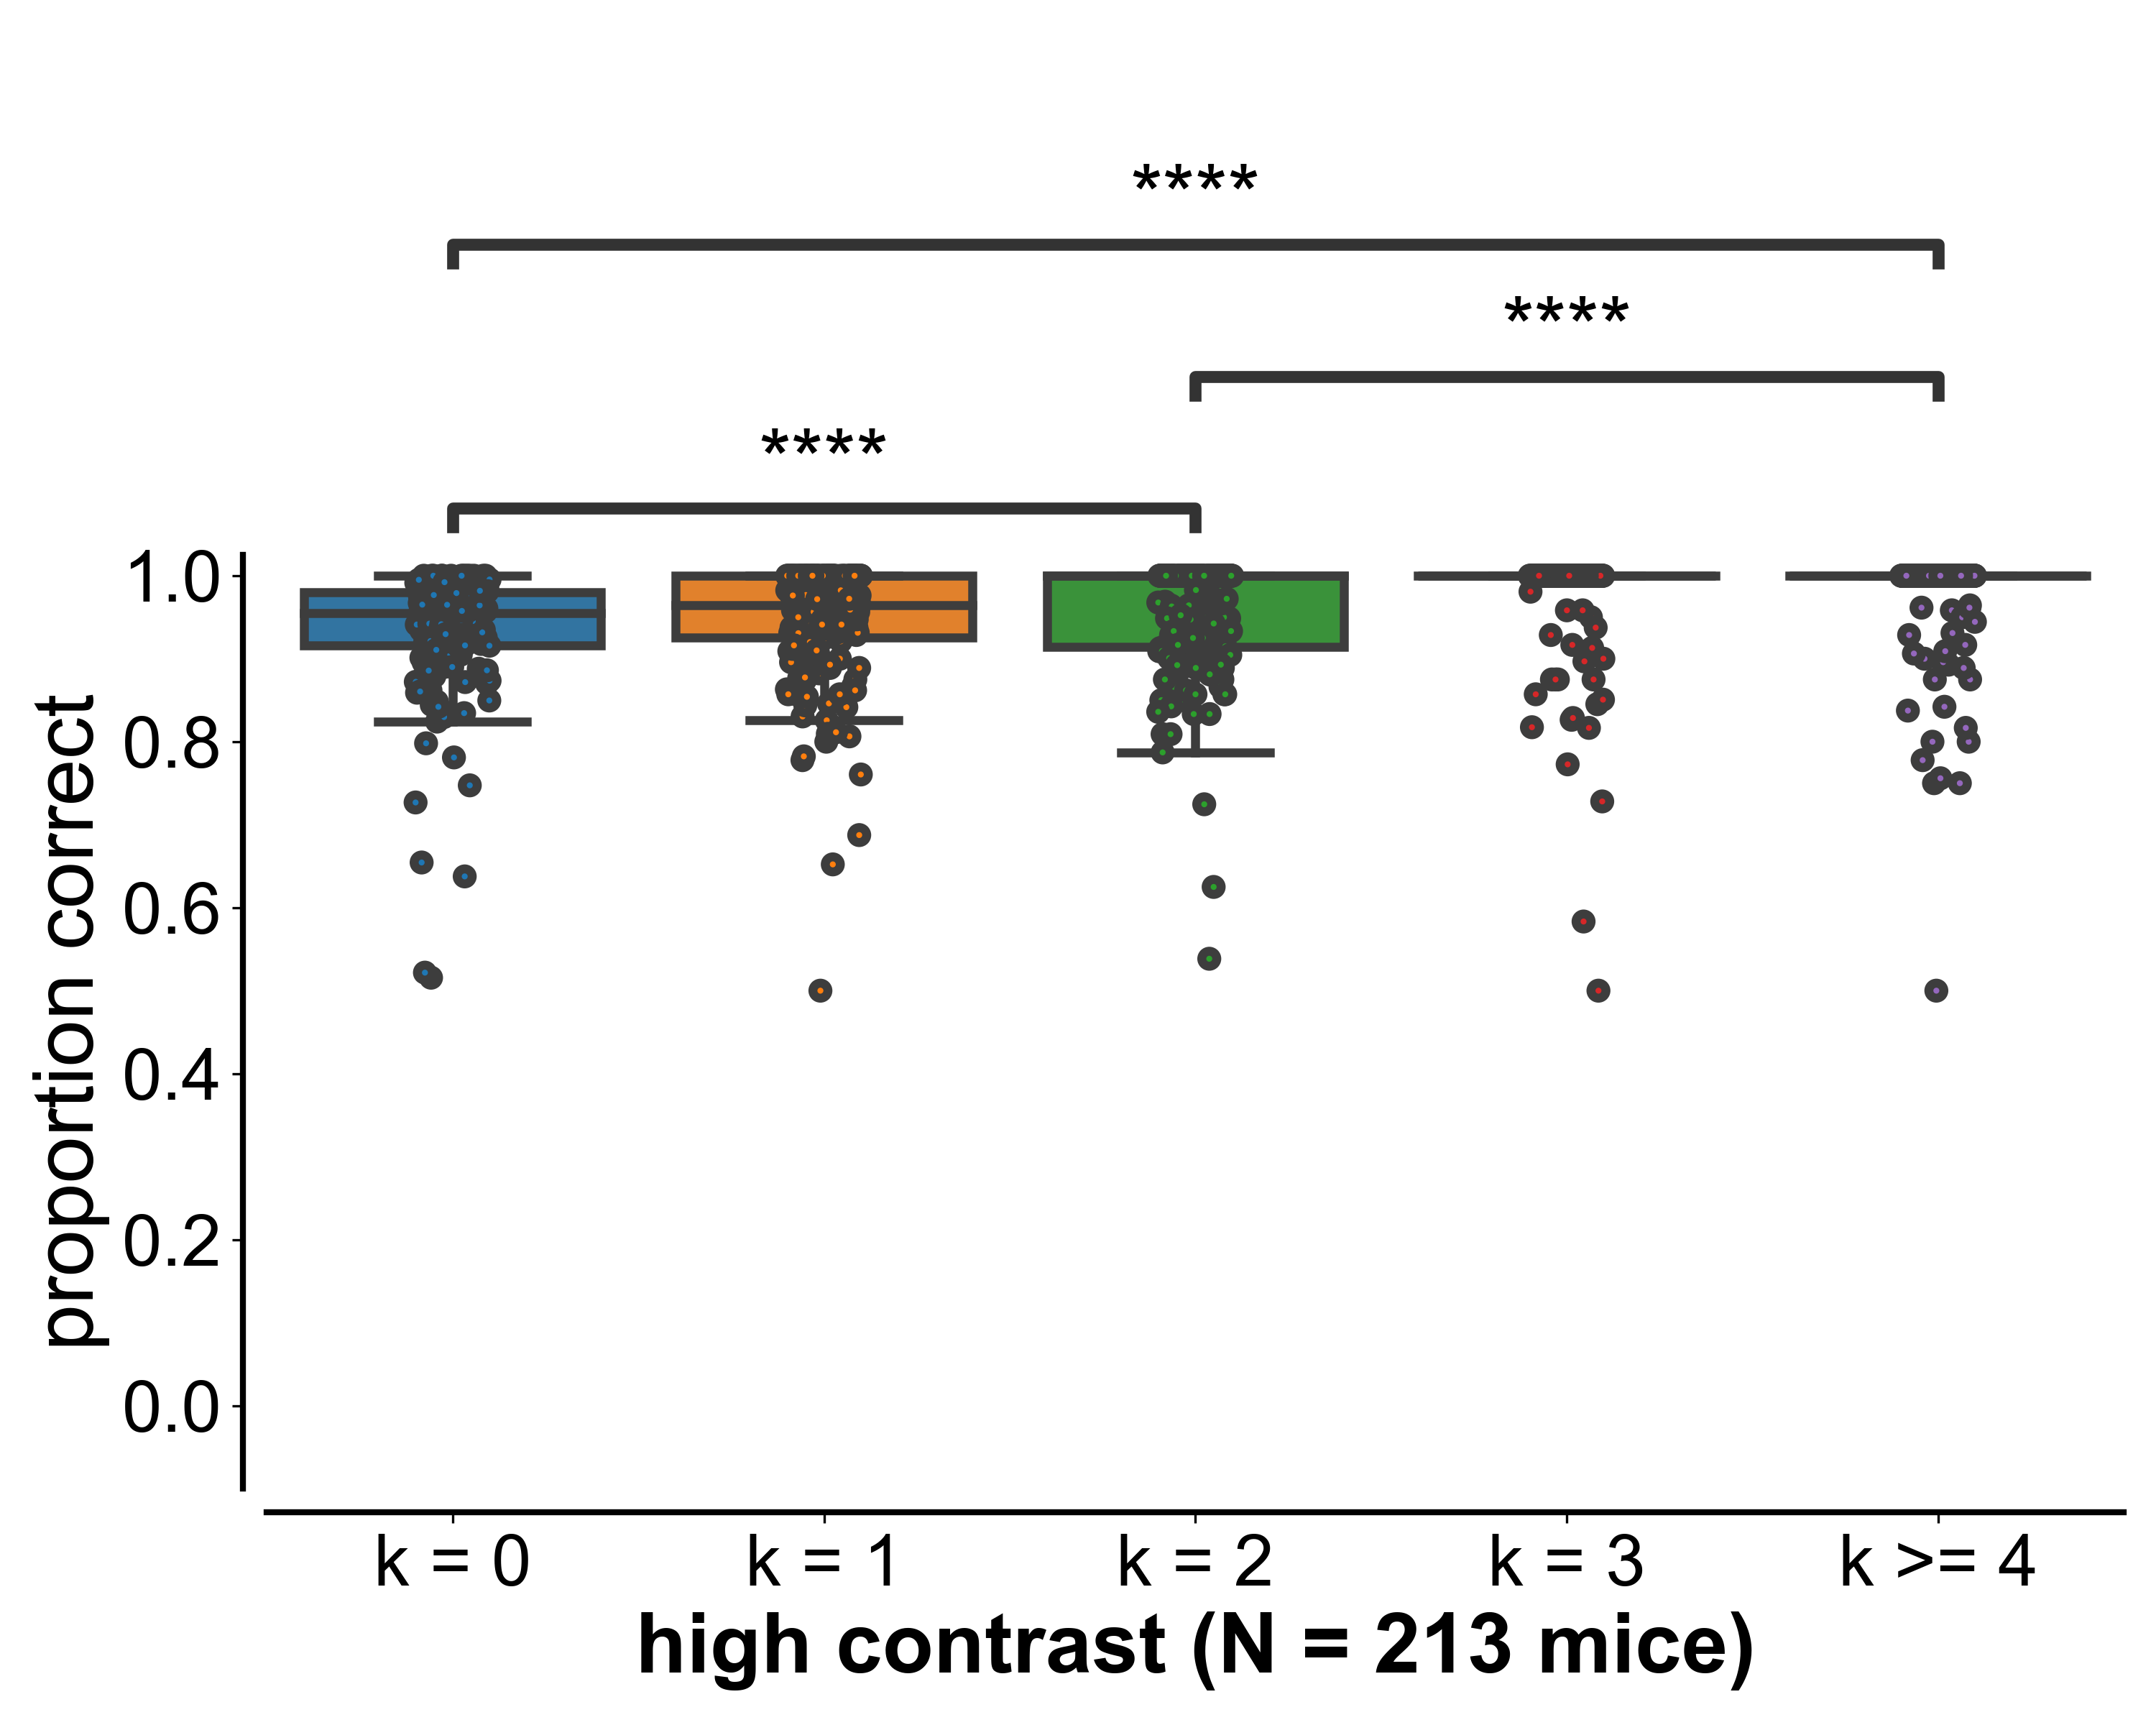 ****
****
****
1.0
0.8
0.6
0.4
0.2
0.0
proportion correct
k = 0
k = 1
k = 2
k = 3
k >= 4
high contrast (N = 213 mice)